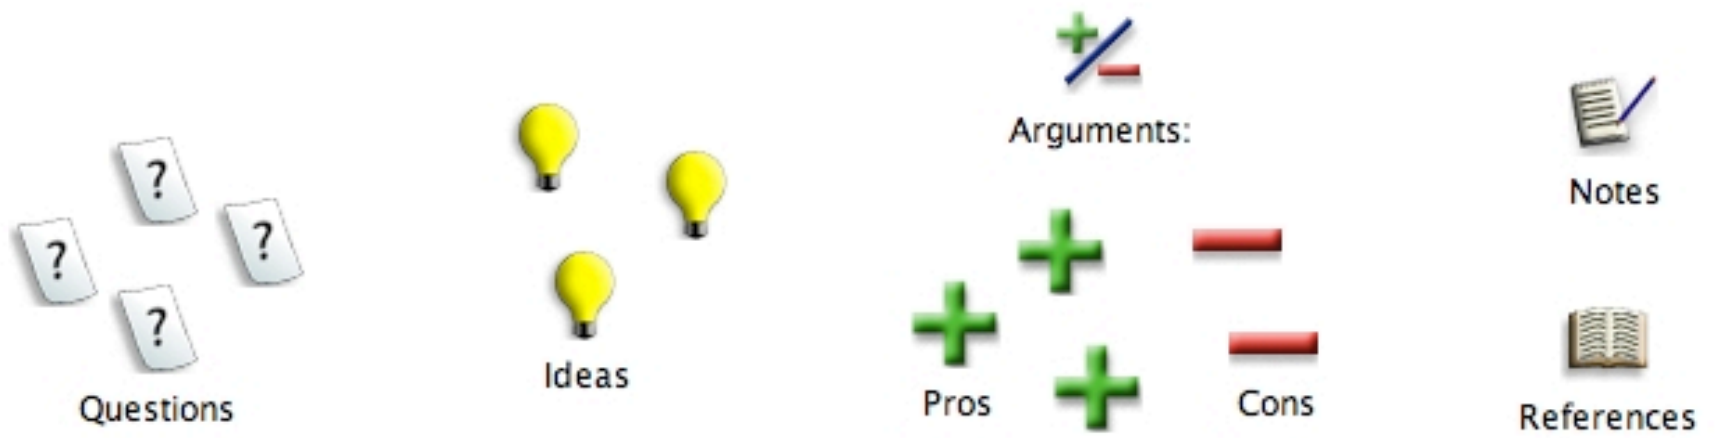 ?
?
?
?
Questions
Ideas
Arguments:
Pros
Cons
Notes
References